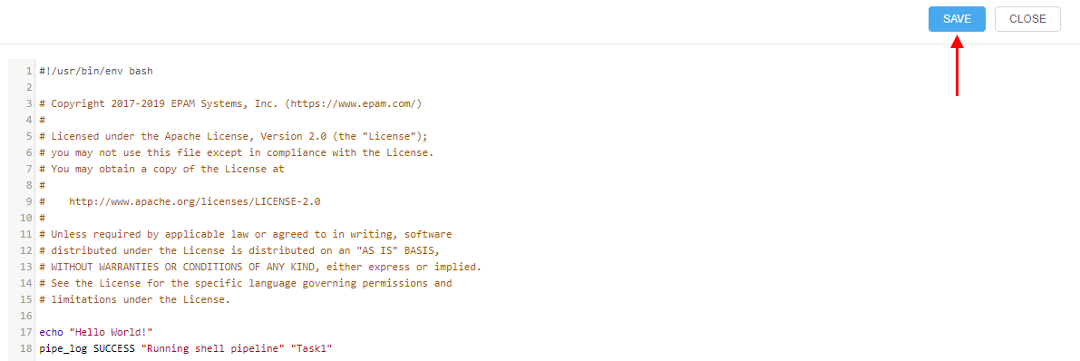 SAVE CLOSE
1 #!/usr/bin/env bash
2
3 # Copyright 2017-2019 EPAM Systems, Inc. (https://www.epam.com/)
4 #
5 # Licensed under the Apache License, Version 2.0 (the "License");
6 # you may not use this file except in compliance with the License.
7 # You may obtain a copy of the License at
8 #
9 #    http://www.apache.org/licenses/LICENSE-2.0
10 #
11 # Unless required by applicable law or agreed to in writing, software
12 # distributed under the License is distributed on an "AS IS" BASIS,
13 # WITHOUT WARRANTIES OR CONDITIONS OF ANY KIND, either express or implied.
14 # See the License for the specific language governing permissions and
15 # limitations under the License.
16
17 echo "Hello World!"
18 pipe_log SUCCESS "Running shell pipeline" "Task1"